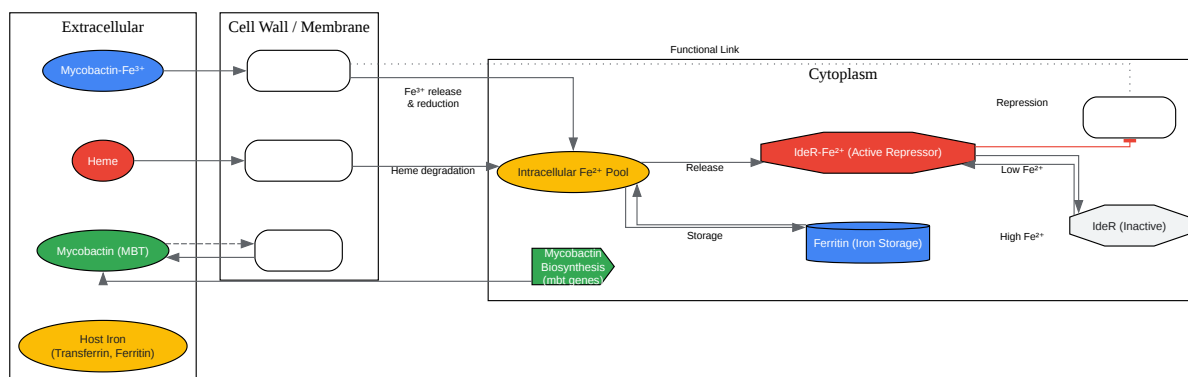 Extracellular
Cell Wall / Membrane
Functional Link
Mycobactin-Fe³⁺
Cytoplasm
Fe³⁺ release
& reduction
Repression
Heme
Heme degradation
Intracellular Fe²⁺ Pool
Release
IdeR-Fe²⁺ (Active Repressor)
Low Fe²⁺
Mycobactin (MBT)
Storage
Ferritin (Iron Storage)
High Fe²⁺
IdeR (Inactive)
Mycobactin
Biosynthesis
(mbt genes)
Host Iron
(Transferrin, Ferritin)